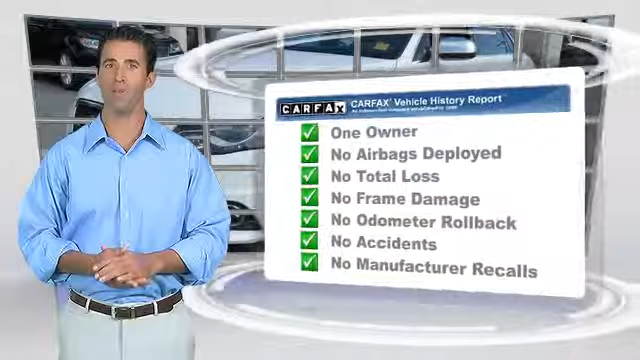 CARFAX CARFAX Vehicle History Report™
One Owner
No Airbags Deployed
No Total Loss
No Frame Damage
No Odometer Rollback
No Accidents
No Manufacturer Recalls